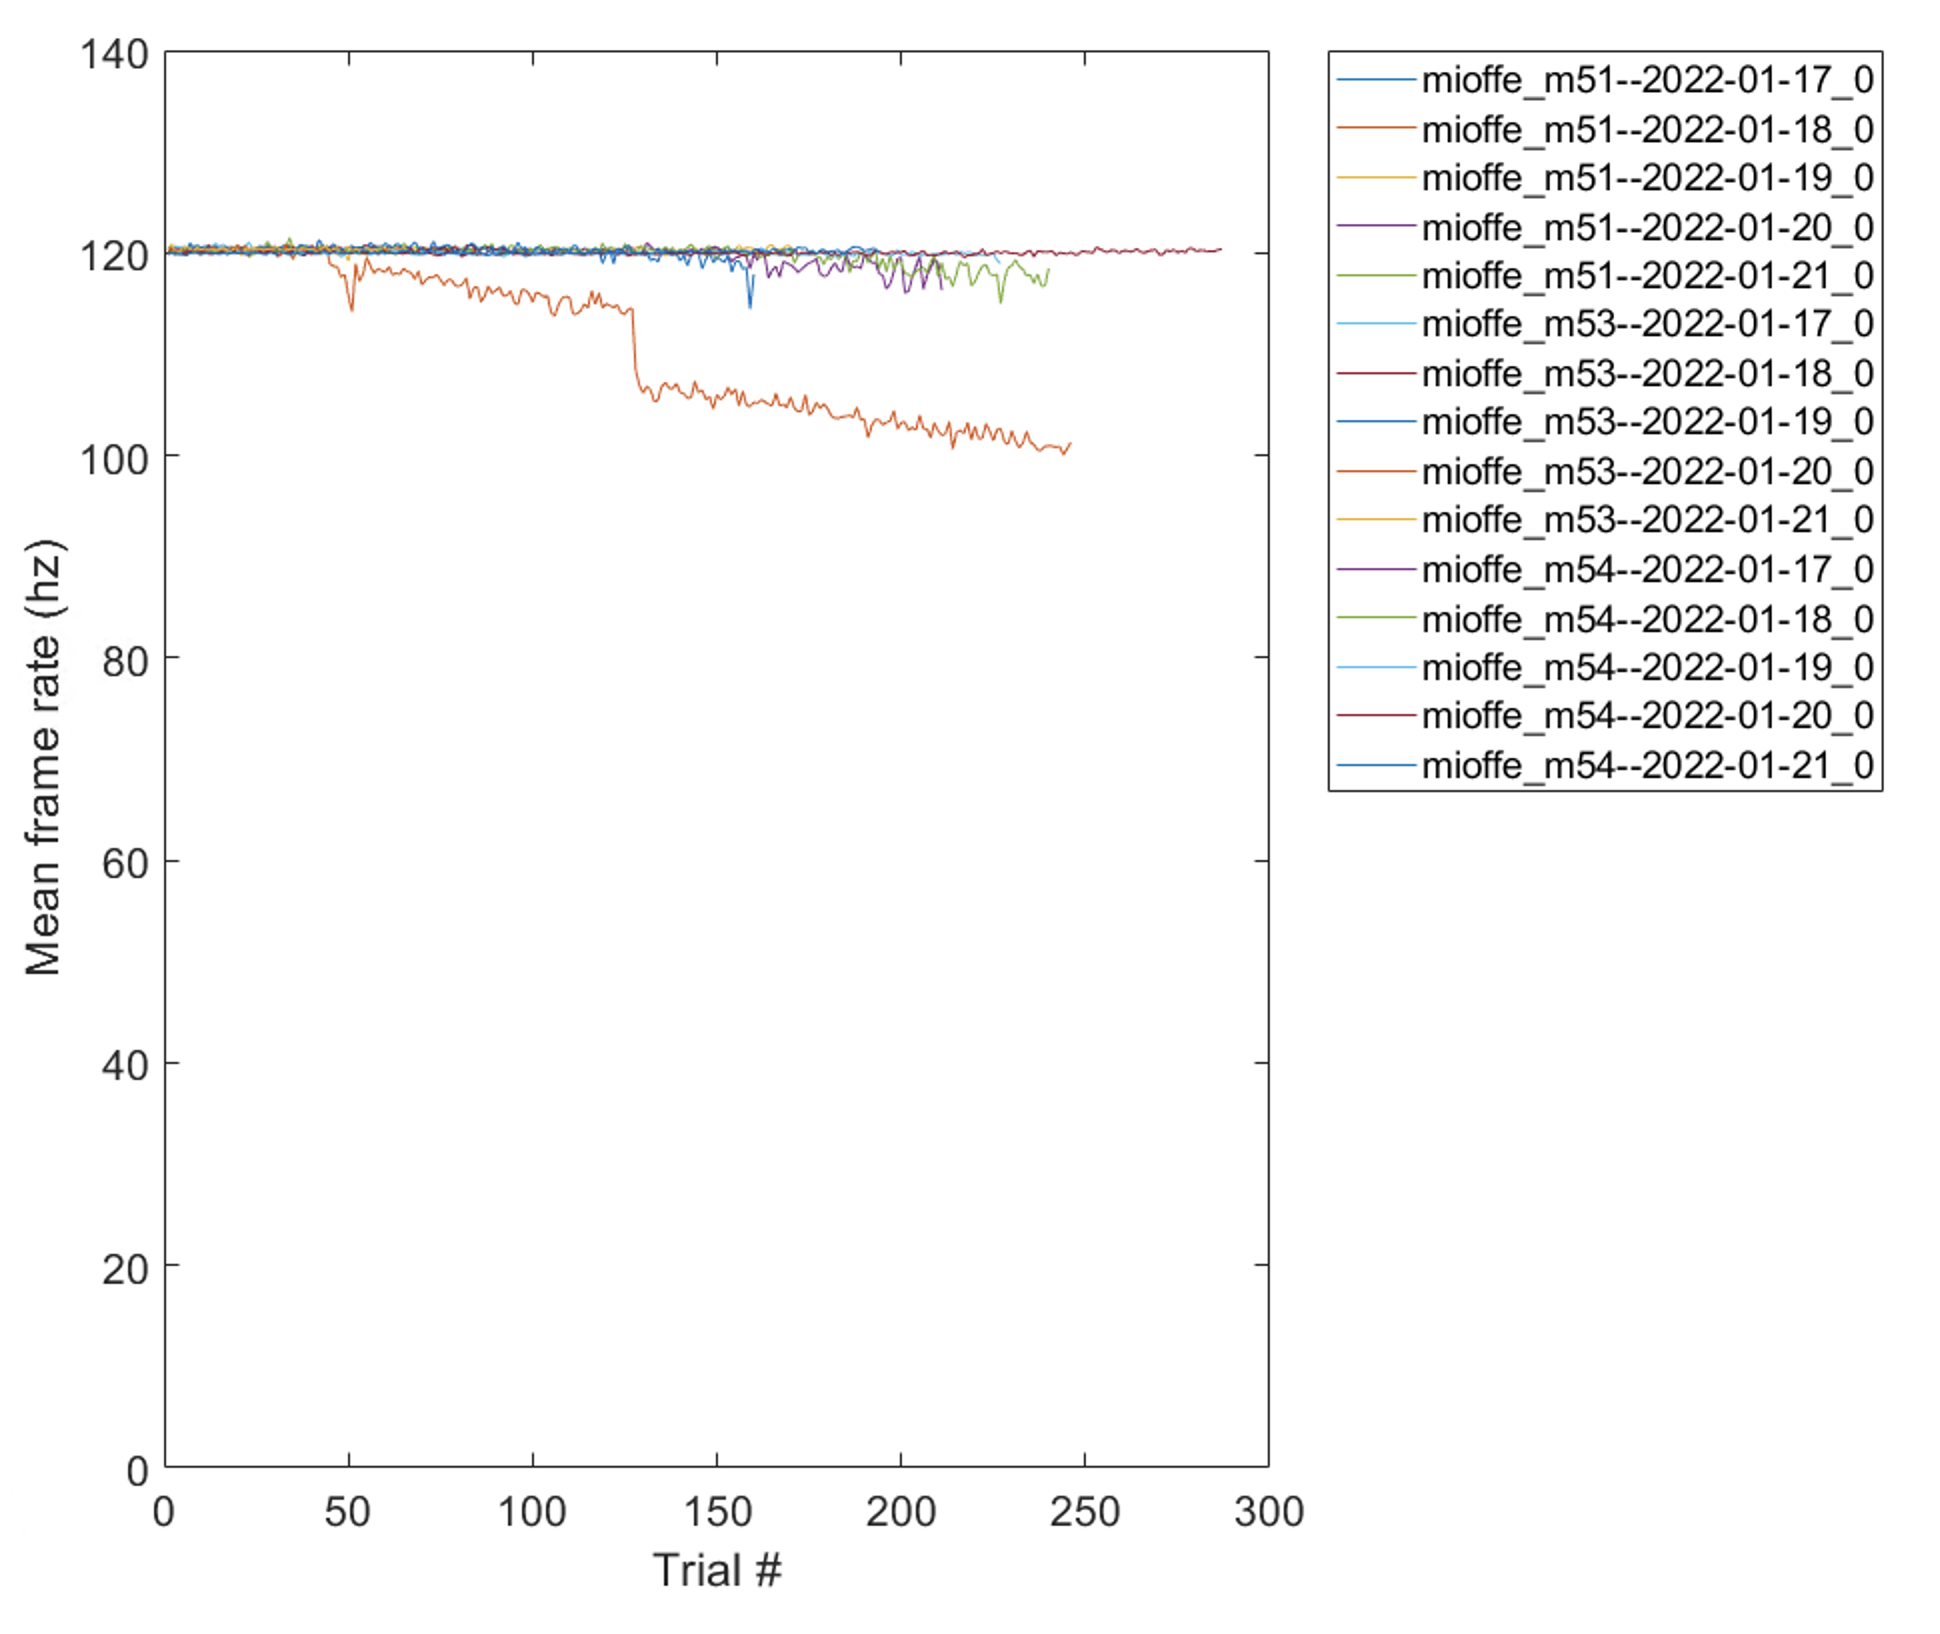 140
120
100
80
60
40
20
0
0 50 100 150 200 250 300
Mean frame rate (hz)
Trial #
mioffe_m51--2022-01-17_0
mioffe_m51--2022-01-18_0
mioffe_m51--2022-01-19_0
mioffe_m51--2022-01-20_0
mioffe_m51--2022-01-21_0
mioffe_m53--2022-01-17_0
mioffe_m53--2022-01-18_0
mioffe_m53--2022-01-19_0
mioffe_m53--2022-01-20_0
mioffe_m53--2022-01-21_0
mioffe_m54--2022-01-17_0
mioffe_m54--2022-01-18_0
mioffe_m54--2022-01-19_0
mioffe_m54--2022-01-20_0
mioffe_m54--2022-01-21_0